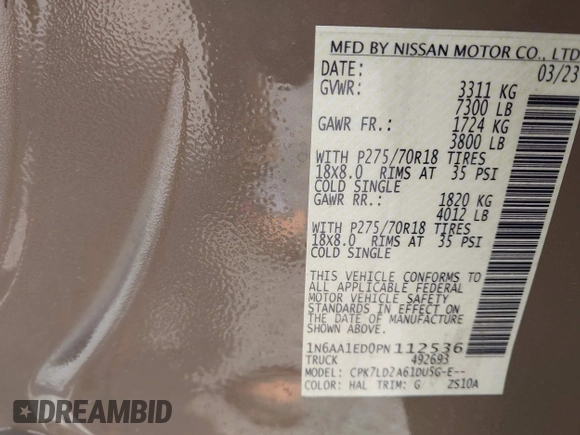 MFD BY NISSAN MOTOR CO., LTD
DATE: 03/23
GVWR: 3311 KG
7300 LB
GAWR FR.: 1724 KG
3800 LB
WITH P275/70R18 TIRES
18X8.0 RIMS AT 35 PSI
COLD SINGLE
GAWR RR.: 1820 KG
4012 LB
WITH P275/70R18 TIRES
18X8.0 RIMS AT 35 PSI
COLD SINGLE
THIS VEHICLE CONFORMS TO
ALL APPLICABLE FEDERAL
MOTOR VEHICLE SAFETY
STANDARDS IN EFFECT ON
THE DATE OF MANUFACTURE
SHOWN ABOVE.
1N6AA1ED0PN112536
TRUCK 492693
MODEL: CPK7LD2A61DUSG-E--
COLOR: HAL TRIM: G ZS10A
DREAMBID